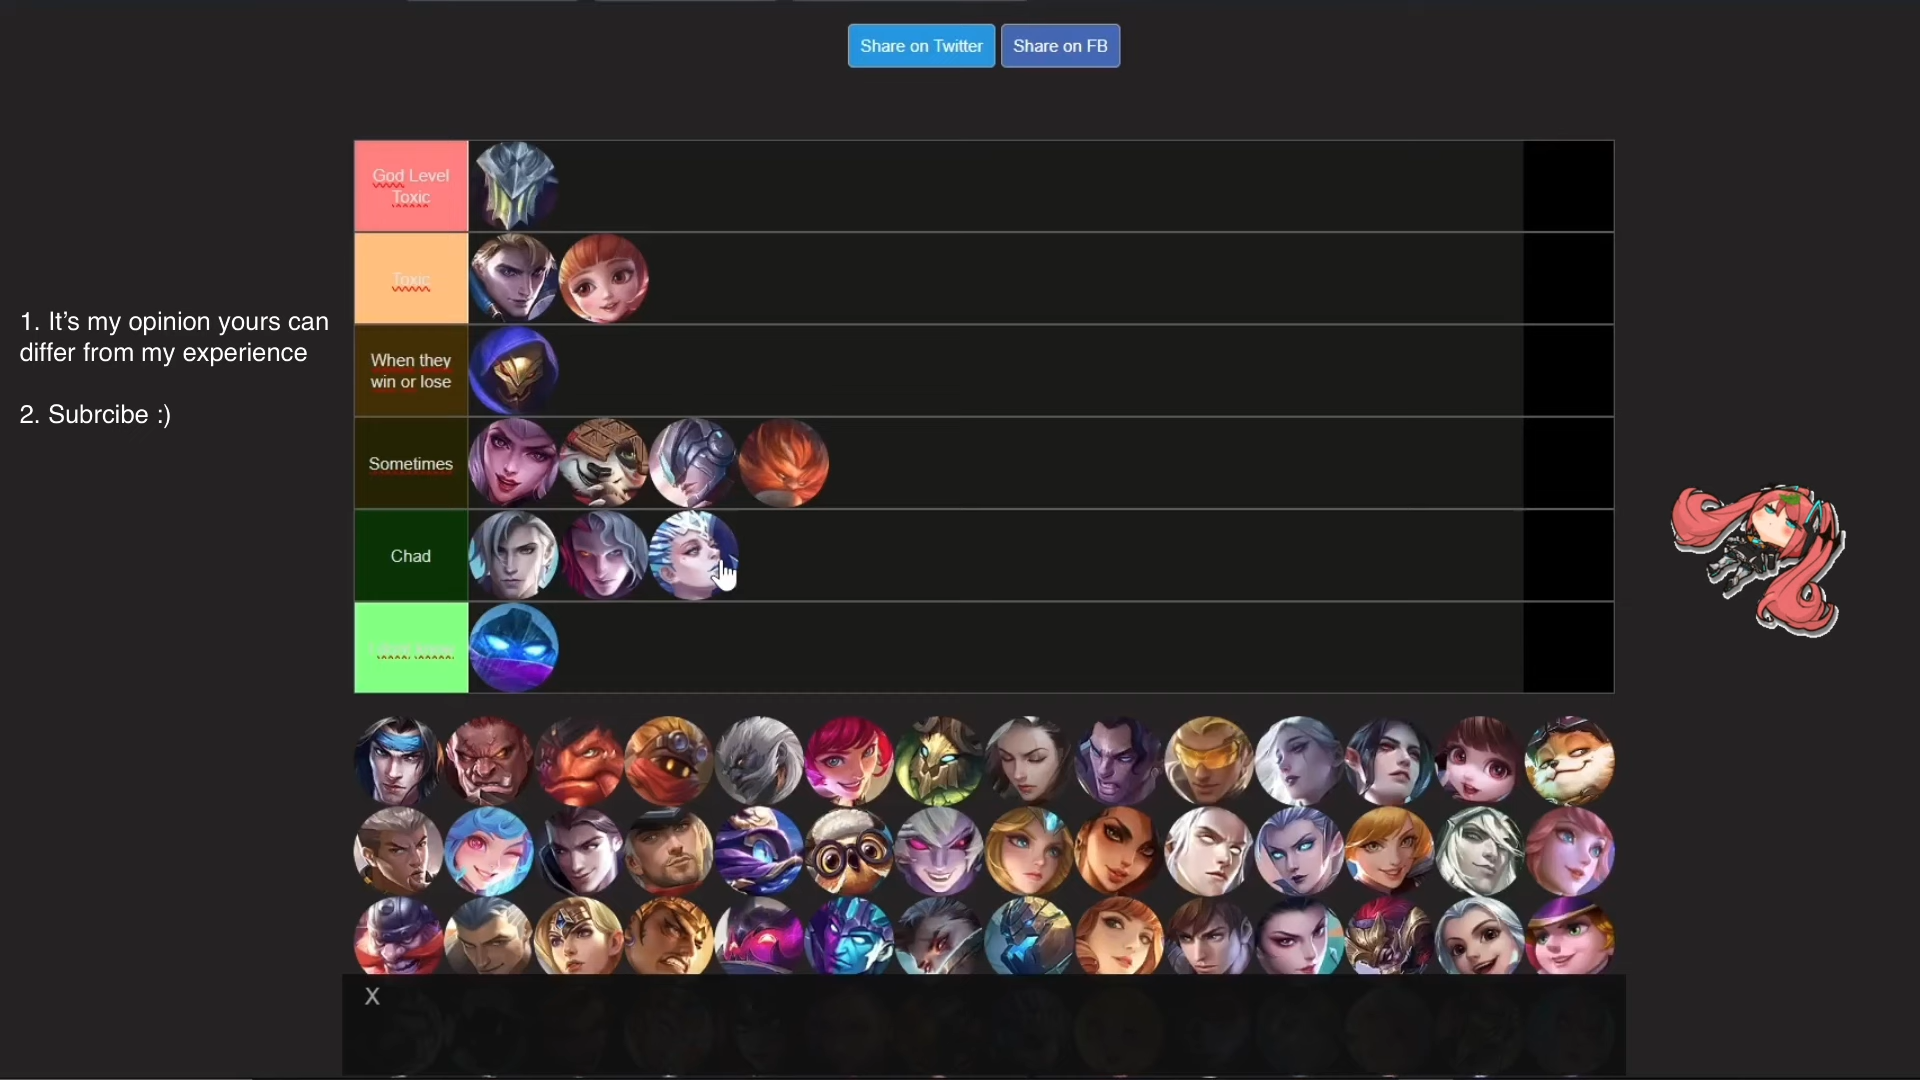 Share on Twitter Share on FB
God Level
Toxic
Toxic
When they
win or lose
1. It's my opinion yours can
differ from my experience
2. Subrcibe :)
Sometimes
Chad
X